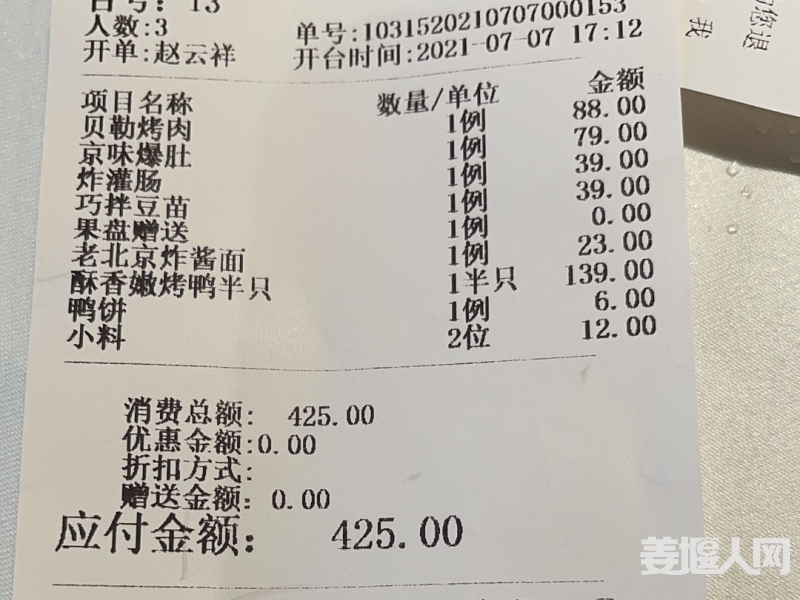 台号: 13
人数:3
单号:1031520210707000153
开单:赵云祥
开台时间:2021-07-07 17:12
项目名称 数量/单位 金额
贝勒烤肉 1例 88.00
京味爆肚 1例 79.00
炸灌肠 1例 39.00
巧拌豆苗 1例 39.00
果盘赠送 1例 0.00
老北京炸酱面 1例 23.00
酥香嫩烤鸭半只 1半只 139.00
鸭饼 1例 6.00
小料 2位 12.00
消费总额: 425.00
优惠金额:0.00
折扣方式:
赠送金额: 0.00
应付金额: 425.00
您退
我
姜堰人网